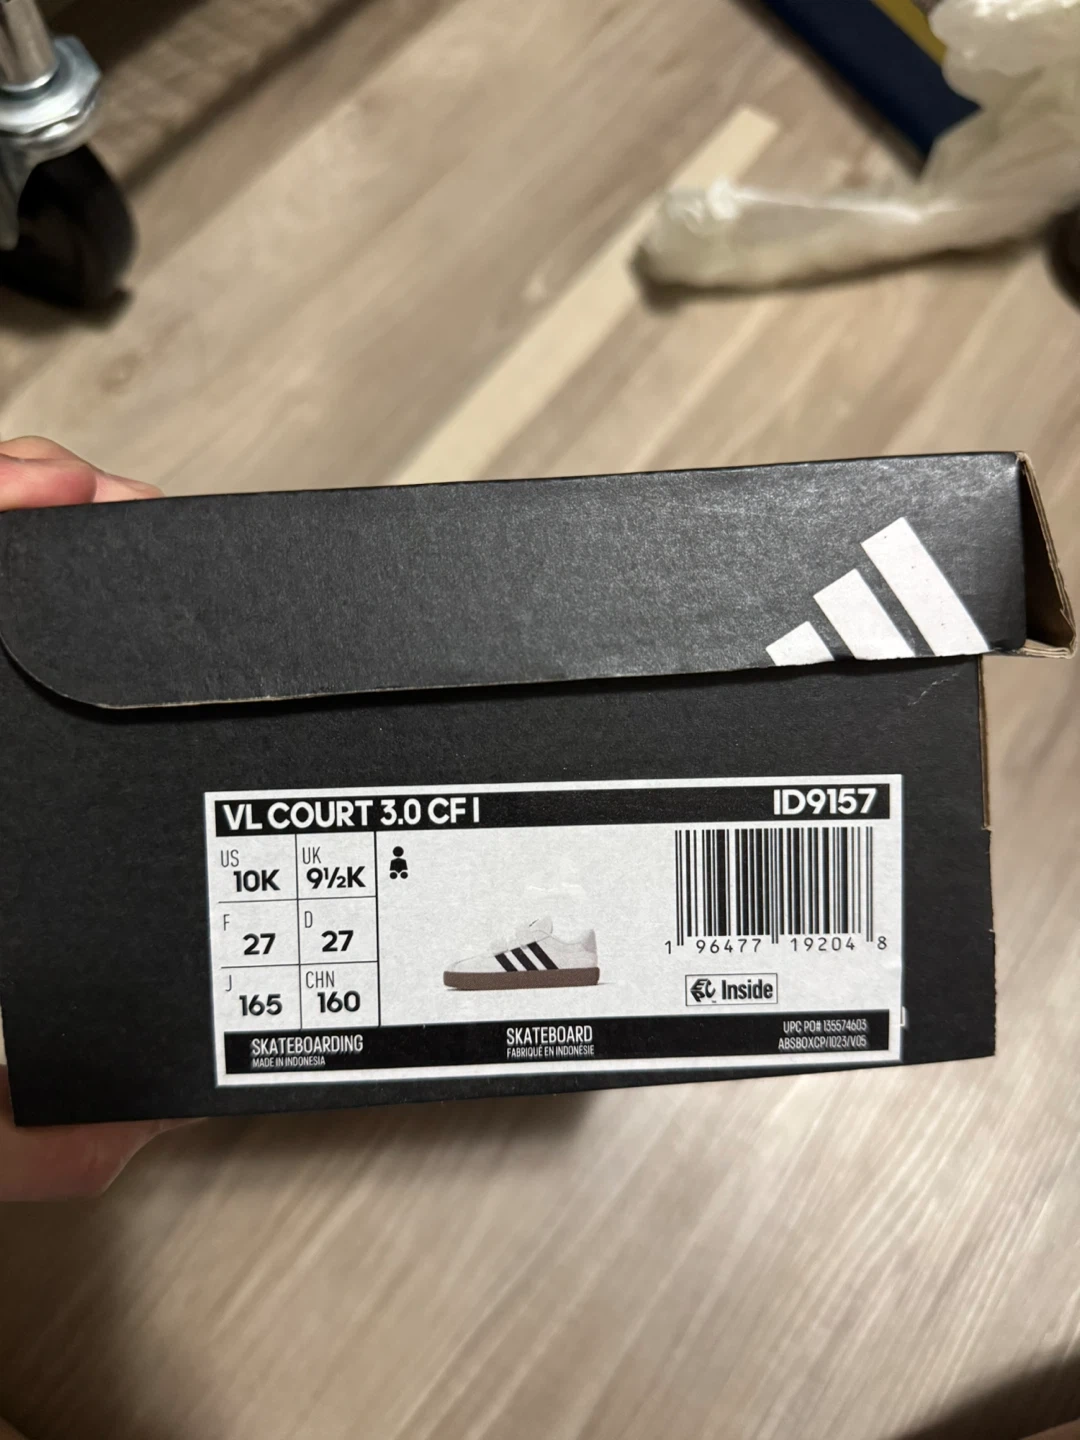 VL COURT 3.0 CF I ID9157
US 10K UK 9½K
F 27 D 27
J 165 CHN 160
1 96477 19204 8
Inside
SKATEBOARDING
MADE IN INDONESIA
SKATEBOARD
FABRIQUÉ EN INDONÉSIE
UPC PO# 135574603
ABSBOXCP/1023/V05